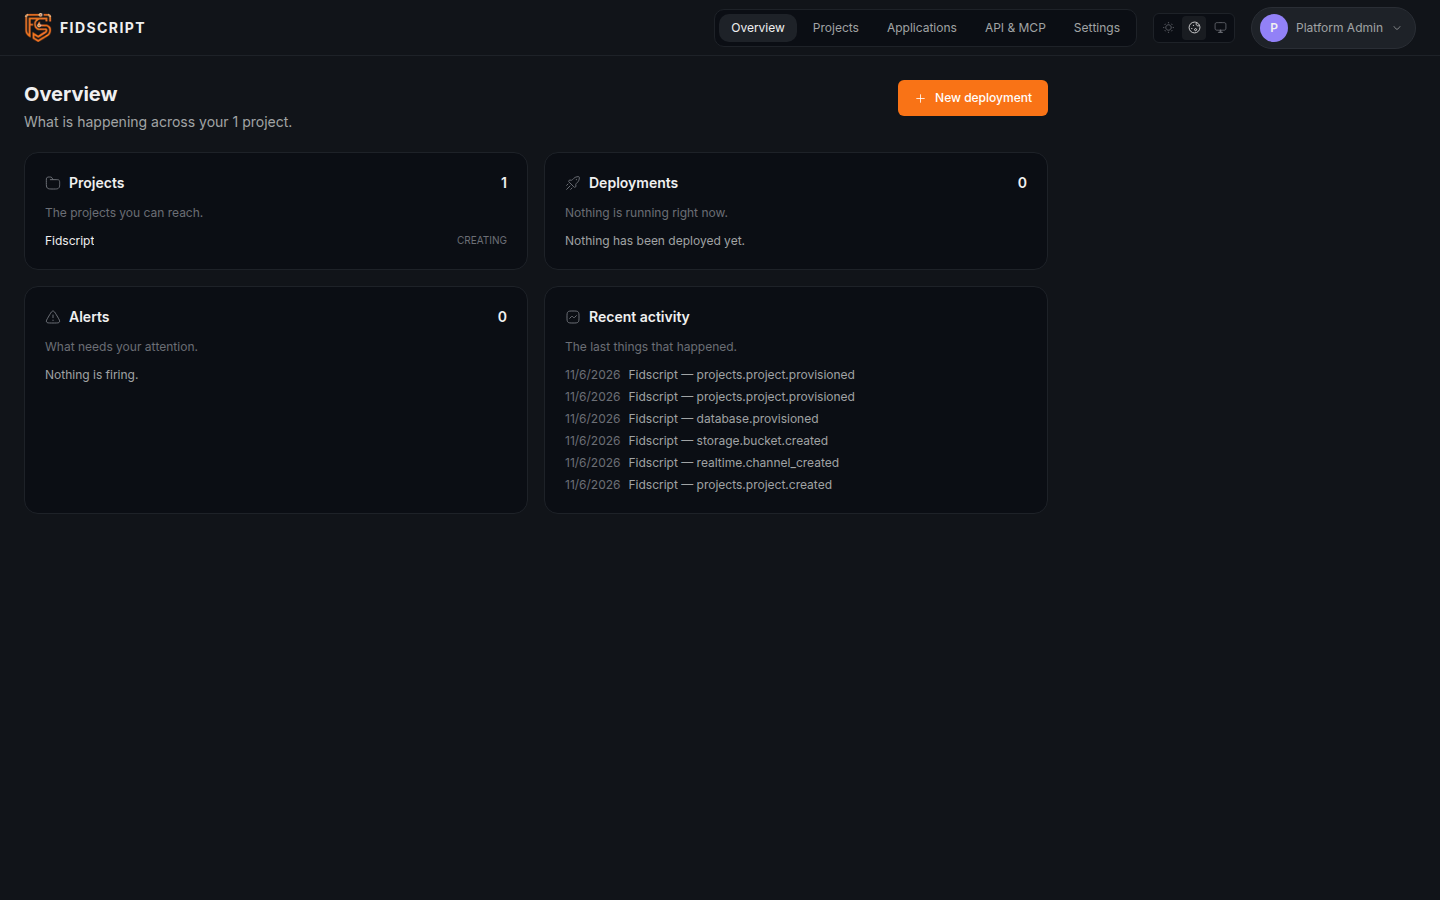 FIDSCRIPT
Overview
Projects
Applications
API & MCP
Settings
P
Platform Admin
Overview
What is happening across your 1 project.
New deployment
Projects
1
The projects you can reach.
Fidscript
CREATING
Deployments
0
Nothing is running right now.
Nothing has been deployed yet.
Alerts
0
What needs your attention.
Nothing is firing.
Recent activity
The last things that happened.
11/6/2026 Fidscript — projects.project.provisioned
11/6/2026 Fidscript — projects.project.provisioned
11/6/2026 Fidscript — database.provisioned
11/6/2026 Fidscript — storage.bucket.created
11/6/2026 Fidscript — realtime.channel_created
11/6/2026 Fidscript — projects.project.created